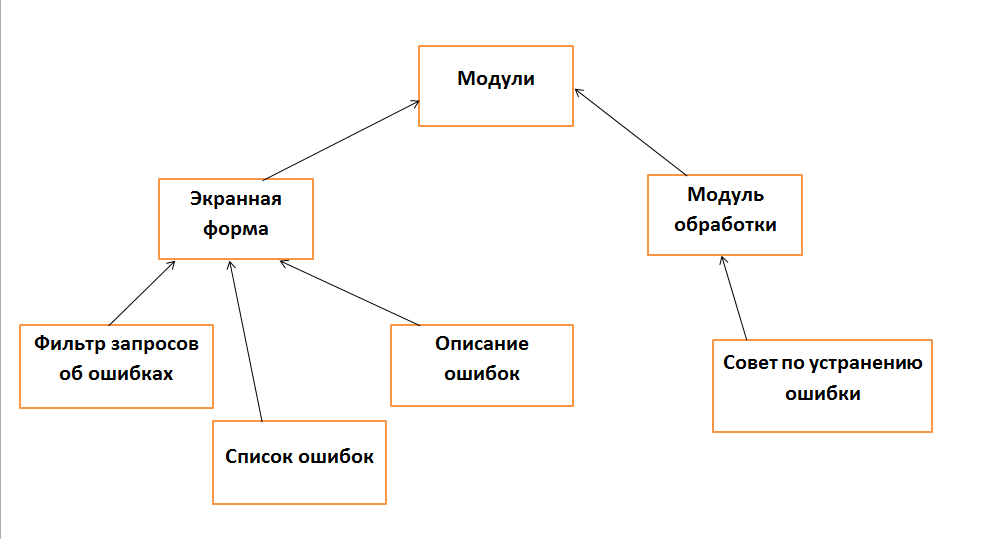 Модули
Экранная
форма
Модуль
обработки
Фильтр запросов
об ошибках
Описание
ошибок
Совет по устранению
ошибки
Список ошибок